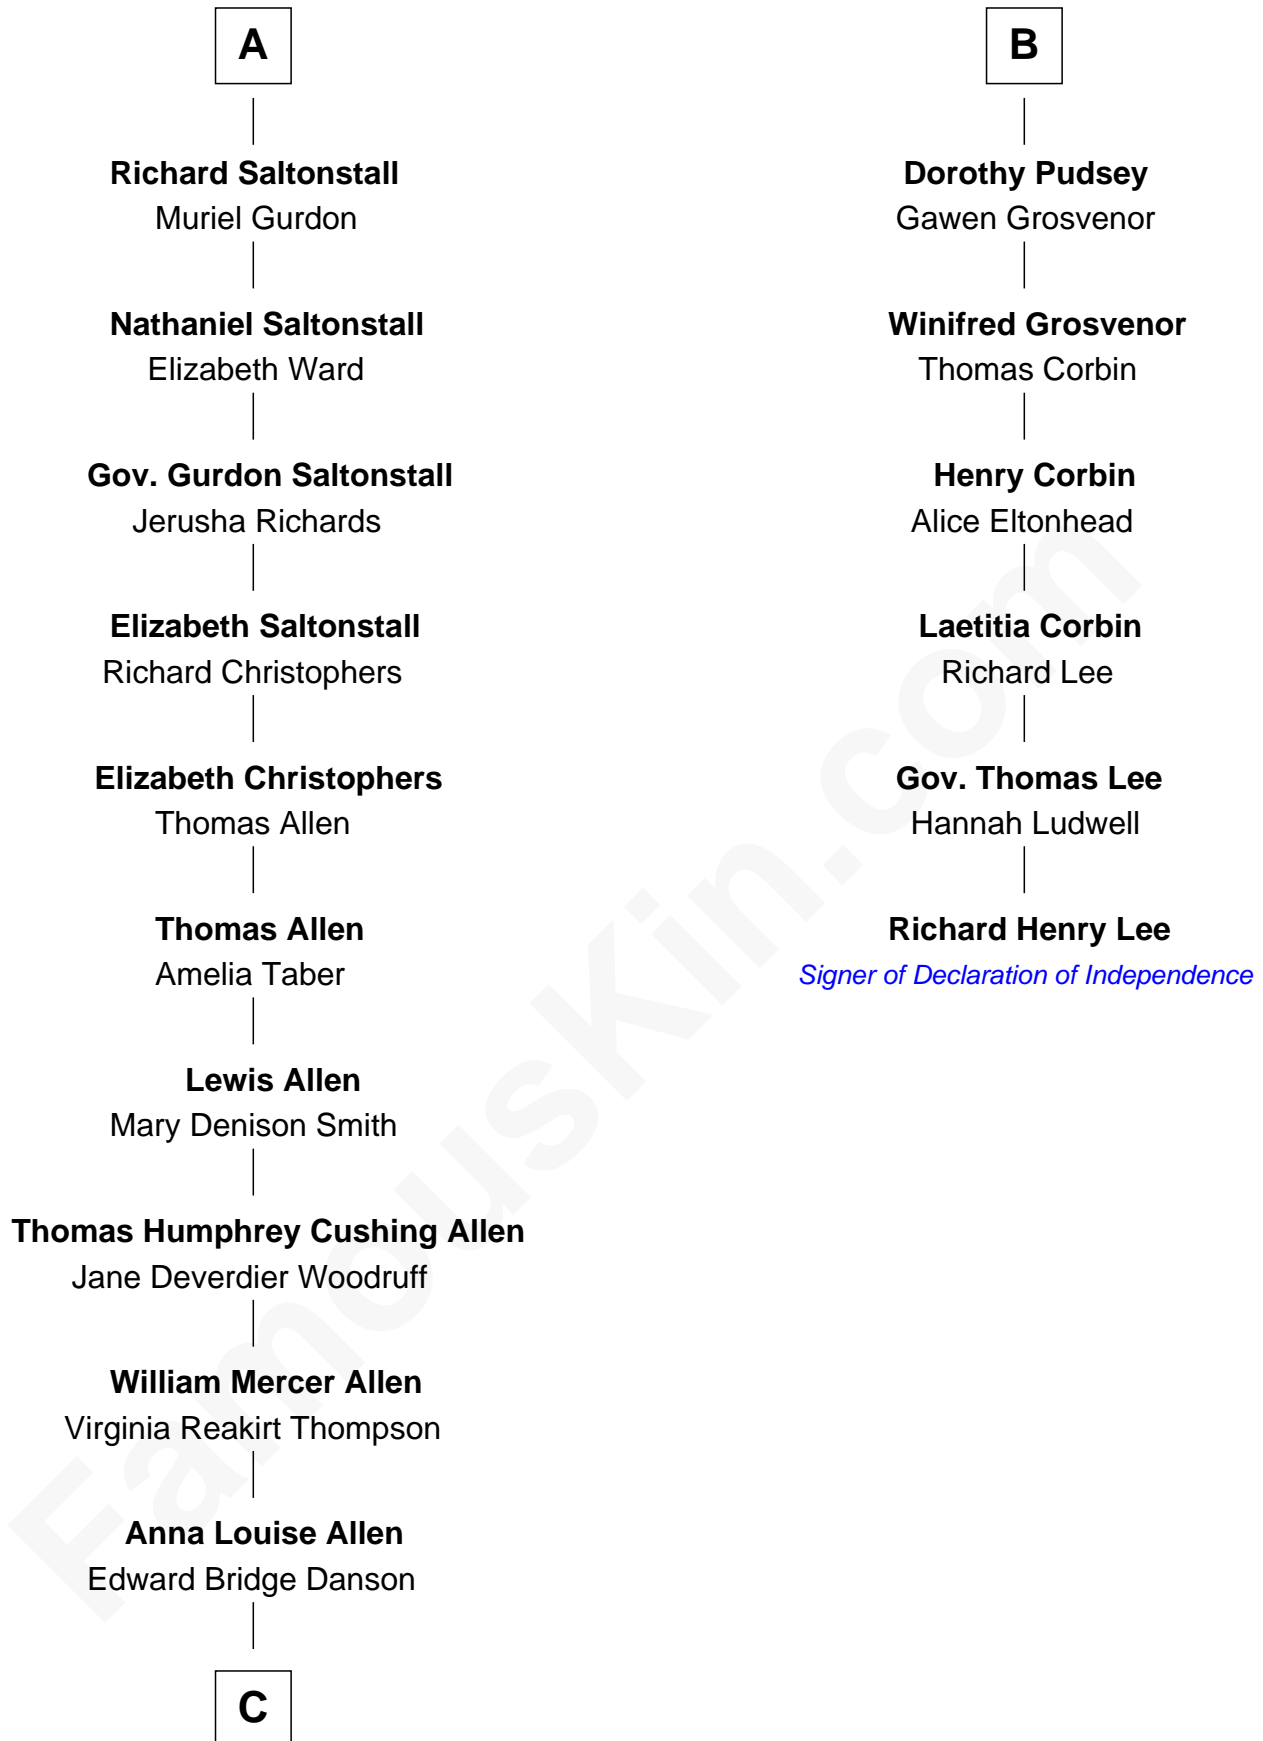 A
Richard Saltonstall
Muriel Gurdon
Nathaniel Saltonstall
Elizabeth Ward
Gov. Gurdon Saltonstall
Jerusha Richards
Elizabeth Saltonstall
Richard Christophers
Elizabeth Christophers
Thomas Allen
Thomas Allen
Amelia Taber
Lewis Allen
Mary Denison Smith
Thomas Humphrey Cushing Allen
Jane Deverdier Woodruff
William Mercer Allen
Virginia Reakirt Thompson
Anna Louise Allen
Edward Bridge Danson
C
B
Dorothy Pudsey
Gawen Grosvenor
Winifred Grosvenor
Thomas Corbin
Henry Corbin
Alice Eltonhead
Laetitia Corbin
Richard Lee
Gov. Thomas Lee
Hannah Ludwell
Richard Henry Lee
Signer of Declaration of Independence
FamousKin.com